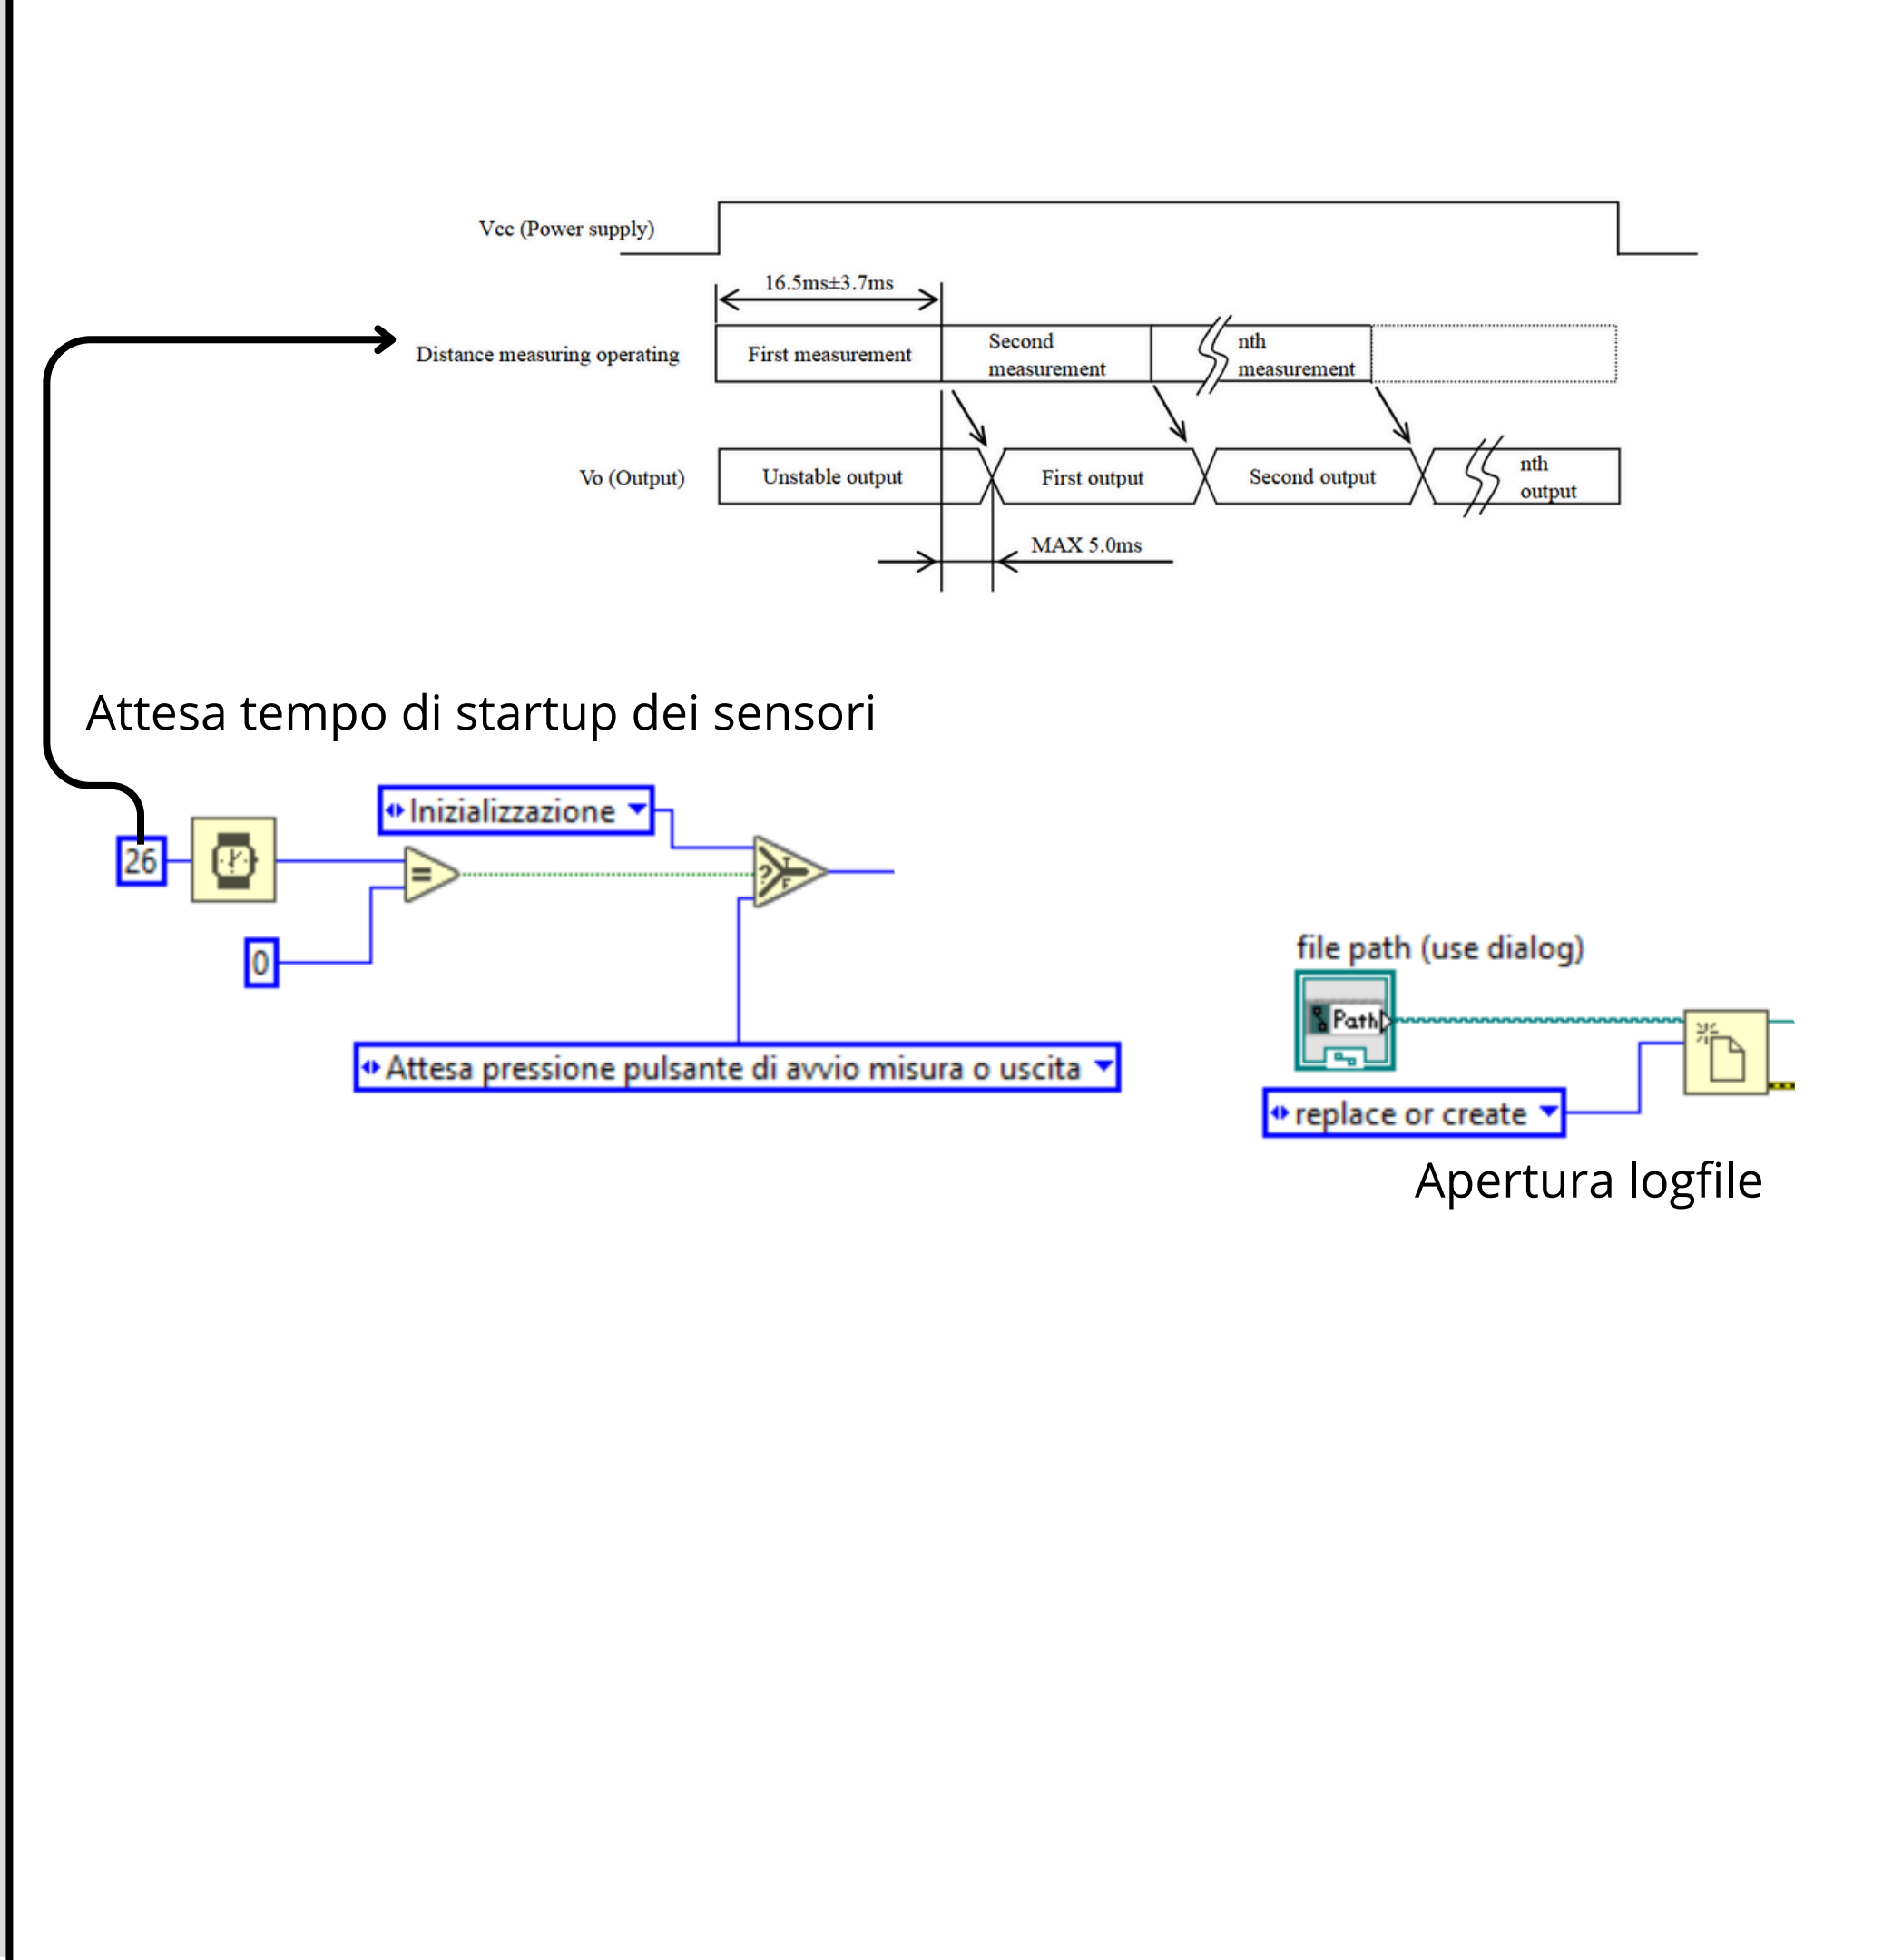 Vcc (Power supply)
16.5ms±3.7ms
Distance measuring operating
First measurement
Second
measurement
nth
measurement
Vo (Output)
Unstable output
First output
Second output
nth
output
MAX 5.0ms
Attesa tempo di startup dei sensori
Inizializzazione
26
=
?
T
F
0
Attesa pressione pulsante di avvio misura o uscita
file path (use dialog)
Path
replace or create
Apertura logfile